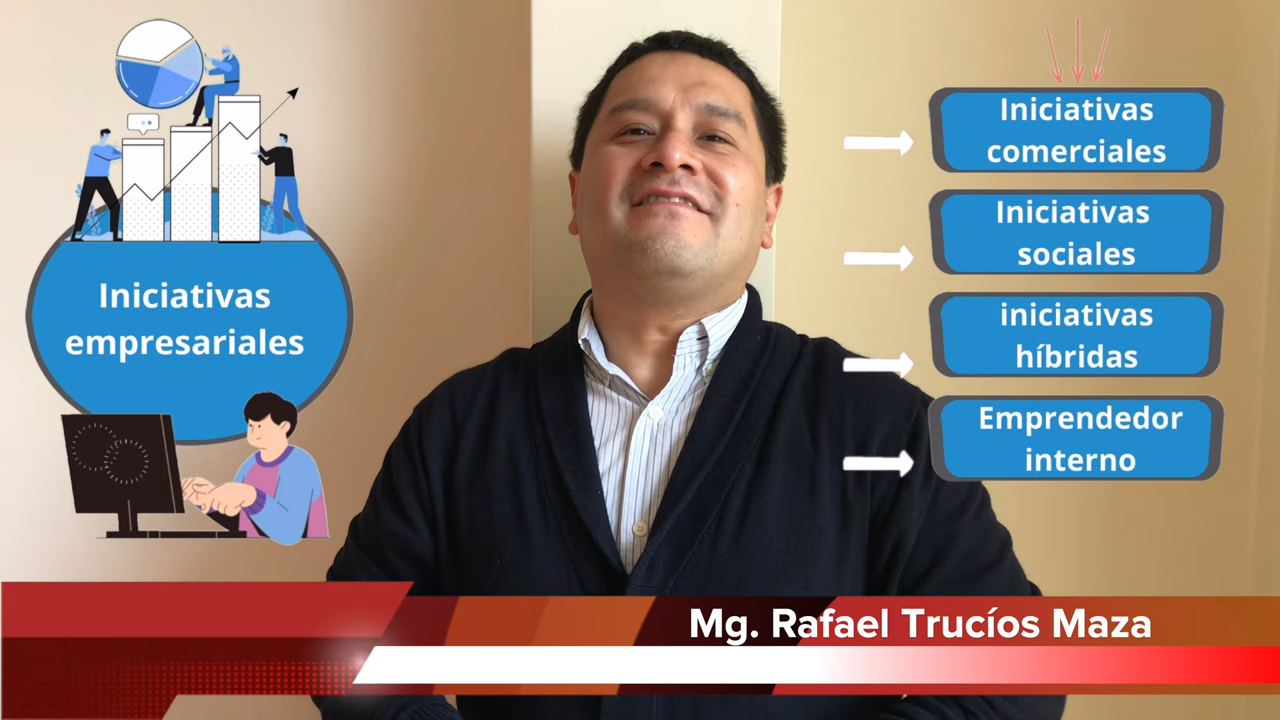 Iniciativas
empresariales
Iniciativas
comerciales
Iniciativas
sociales
iniciativas
híbridas
Emprendedor
interno
Mg. Rafael Trucíos Maza